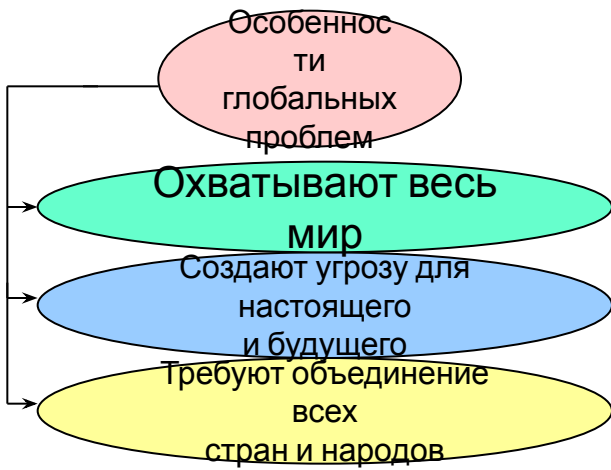 Особеннос
ти
глобальных
проблем
Охватывают весь
мир
Создают угрозу для
настоящего
и будущего
Требуют объединение
всех
стран и народов